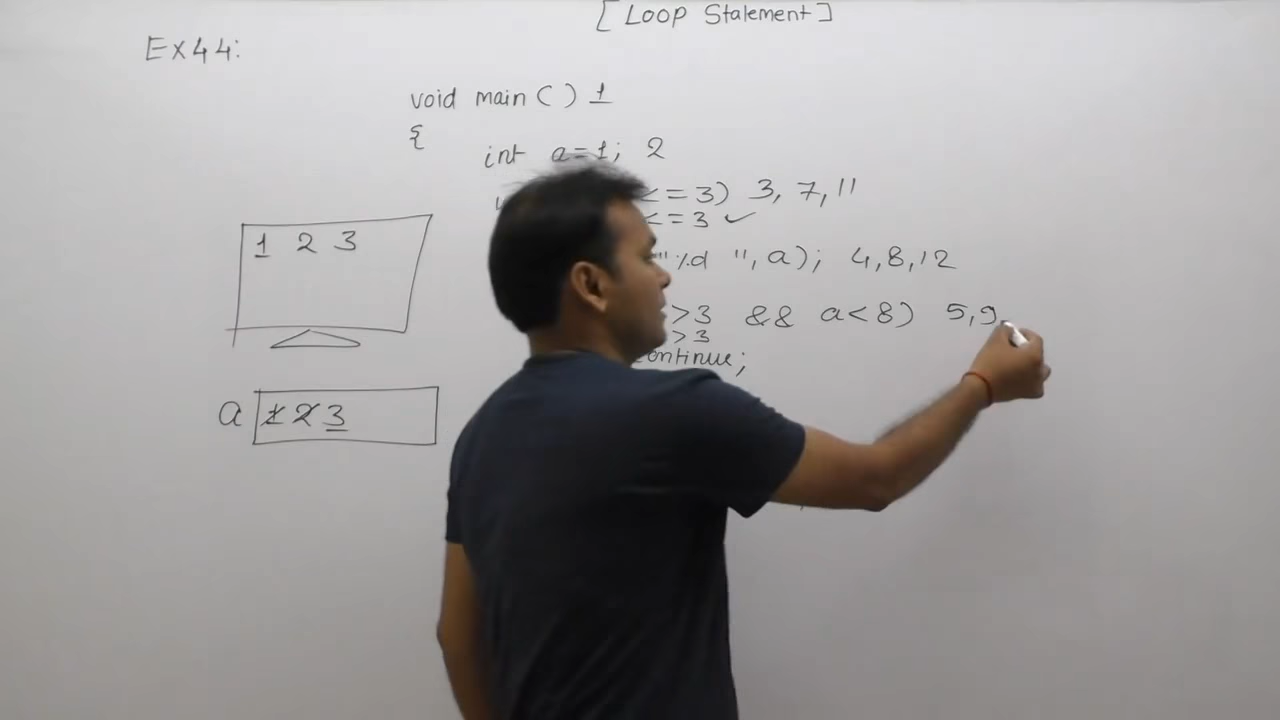 [Loop Statement]
Ex44:
void main() 1
{
int a=1; 2
<=3) 3, 7, 11
<=3 ✓
1 2 3
"%d ", a); 4,8,12
>3 && a<8) 5,9,
>3
continue;
a 1 2 3